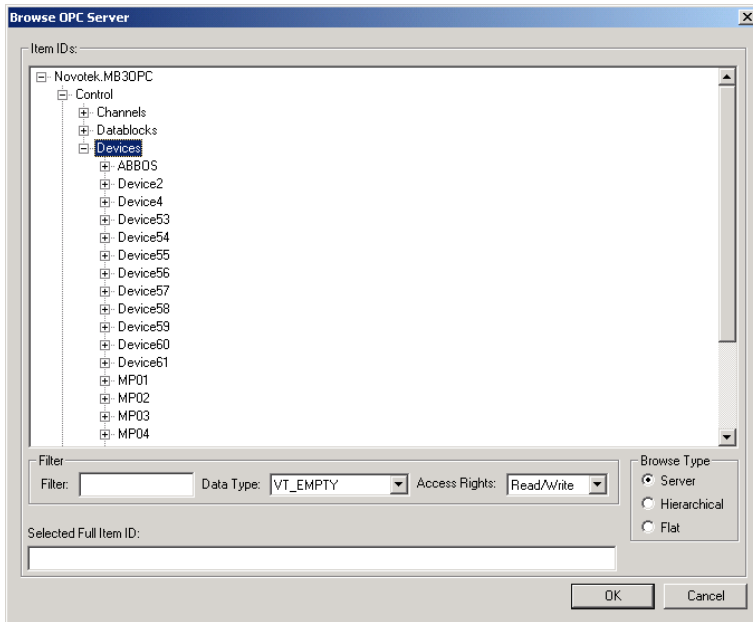 Browse OPC Server
Item IDs:
Novotek.MB3OPC
Control
Channels
Datablocks
Devices
ABBOS
Device2
Device4
Device53
Device54
Device55
Device56
Device57
Device58
Device59
Device60
Device61
MP01
MP02
MP03
MP04
Filter
Filter: Data Type: VT_EMPTY Access Rights: Read/Write
Browse Type
Server
Hierarchical
Flat
Selected Full Item ID:
OK Cancel